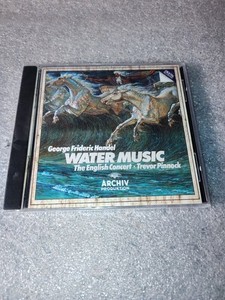 George Frideric Handel
WATER MUSIC
The English Concert · Trevor Pinnock
ARCHIV
PRODUKTION